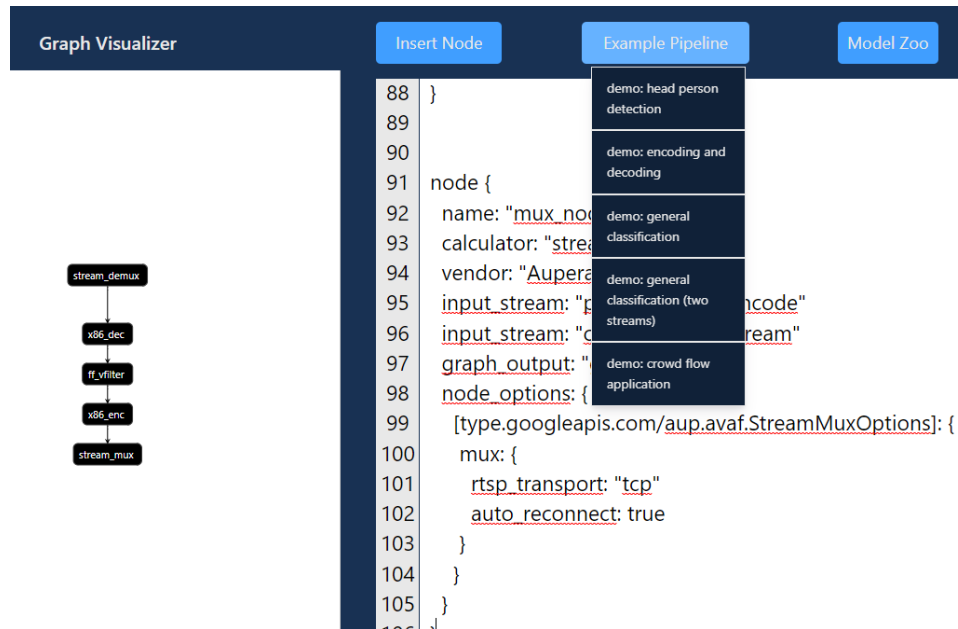 Graph Visualizer
Insert Node
Example Pipeline
Model Zoo
demo: head person
detection
demo: encoding and
decoding
demo: general
classification
demo: general
classification (two
streams)
demo: crowd flow
application
stream_demux
x86_dec
ff_vfilter
x86_enc
stream_mux
88 }
89
90
91 node {
92 name: "mux_no
93 calculator: "strea
94 vendor: "Aupera
95 input_stream: " ncode"
96 input_stream: " ream"
97 graph_output: "
98 node_options: {
99 [type.googleapis.com/aup.avaf.StreamMuxOptions]: {
100 mux: {
101 rtsp_transport: "tcp"
102 auto_reconnect: true
103 }
104 }
105 }